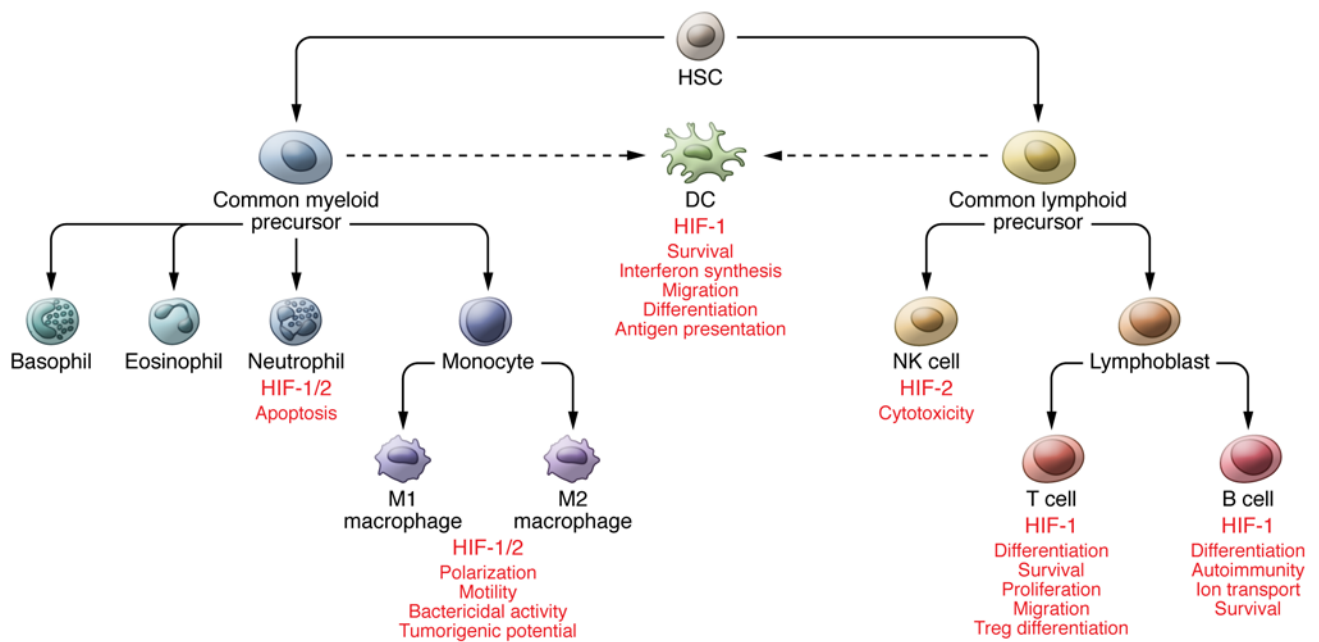 HSC
Common myeloid
precursor
DC
HIF-1
Survival
Interferon synthesis
Migration
Differentiation
Antigen presentation
Common lymphoid
precursor
Basophil
Eosinophil
Neutrophil
HIF-1/2
Apoptosis
Monocyte
NK cell
HIF-2
Cytotoxicity
Lymphoblast
M1
macrophage
M2
macrophage
HIF-1/2
Polarization
Motility
Bactericidal activity
Tumorigenic potential
T cell
HIF-1
Differentiation
Survival
Proliferation
Migration
Treg differentiation
B cell
HIF-1
Differentiation
Autoimmunity
Ion transport
Survival